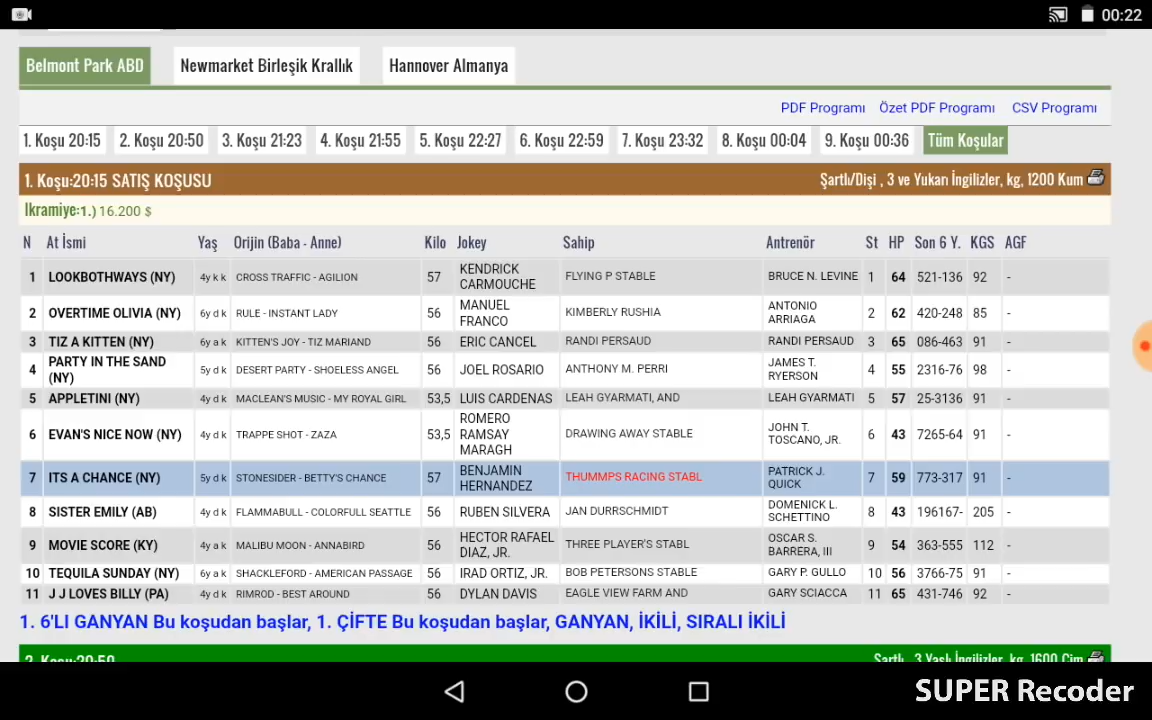 00:22
Belmont Park ABD Newmarket Birleşik Krallık Hannover Almanya
PDF Programı Özet PDF Programı CSV Programı
1. Koşu 20:15 2. Koşu 20:50 3. Koşu 21:23 4. Koşu 21:55 5. Koşu 22:27 6. Koşu 22:59 7. Koşu 23:32 8. Koşu 00:04 9. Koşu 00:36 Tüm Koşular
1. Koşu:20:15 SATIŞ KOŞUSU Şartlı/Dişi , 3 ve Yukarı İngilizler, kg, 1200 Kum
Ikramiye:1.) 16.200 $
N At İsmi Yaş Orijin (Baba - Anne) Kilo Jokey Sahip Antrenör St HP Son 6 Y. KGS AGF
1 LOOKBOTHWAYS (NY) 4y k k CROSS TRAFFIC - AGILION 57 KENDRICK CARMOUCHE FLYING P STABLE BRUCE N. LEVINE 1 64 521-136 92 -
2 OVERTIME OLIVIA (NY) 6y d k RULE - INSTANT LADY 56 MANUEL FRANCO KIMBERLY RUSHIA ANTONIO ARRIAGA 2 62 420-248 85 -
3 TIZ A KITTEN (NY) 6y a k KITTEN'S JOY - TIZ MARIAND 56 ERIC CANCEL RANDI PERSAUD RANDI PERSAUD 3 65 086-463 91 -
4 PARTY IN THE SAND (NY) 5y d k DESERT PARTY - SHOELESS ANGEL 56 JOEL ROSARIO ANTHONY M. PERRI JAMES T. RYERSON 4 55 2316-76 98 -
5 APPLETINI (NY) 4y d k MACLEAN'S MUSIC - MY ROYAL GIRL 53,5 LUIS CARDENAS LEAH GYARMATI, AND LEAH GYARMATI 5 57 25-3136 91 -
6 EVAN'S NICE NOW (NY) 4y d k TRAPPE SHOT - ZAZA 53,5 ROMERO RAMSAY MARAGH DRAWING AWAY STABLE JOHN T. TOSCANO, JR. 6 43 7265-64 91 -
7 ITS A CHANCE (NY) 5y d k STONESIDER - BETTY'S CHANCE 57 BENJAMIN HERNANDEZ THUMMPS RACING STABL PATRICK J. QUICK 7 59 773-317 91 -
8 SISTER EMILY (AB) 4y d k FLAMMABULL - COLORFULL SEATTLE 56 RUBEN SILVERA JAN DURRSCHMIDT DOMENICK L. SCHETTINO 8 43 196167- 205 -
9 MOVIE SCORE (KY) 4y a k MALIBU MOON - ANNABIRD 56 HECTOR RAFAEL DIAZ, JR. THREE PLAYER'S STABL OSCAR S. BARRERA, III 9 54 363-555 112 -
10 TEQUILA SUNDAY (NY) 6y a k SHACKLEFORD - AMERICAN PASSAGE 56 IRAD ORTIZ, JR. BOB PETERSONS STABLE GARY P. GULLO 10 56 3766-75 91 -
11 J J LOVES BILLY (PA) 4y d k RIMROD - BEST AROUND 56 DYLAN DAVIS EAGLE VIEW FARM AND GARY SCIACCA 11 65 431-746 92 -
1. 6'LI GANYAN Bu koşudan başlar, 1. ÇİFTE Bu koşudan başlar, GANYAN, İKİLİ, SIRALI İKİLİ
2. Koşu:20:50 Şartlı , 3 Yaşlı İngilizler, kg, 1600 Çim
SUPER Recoder